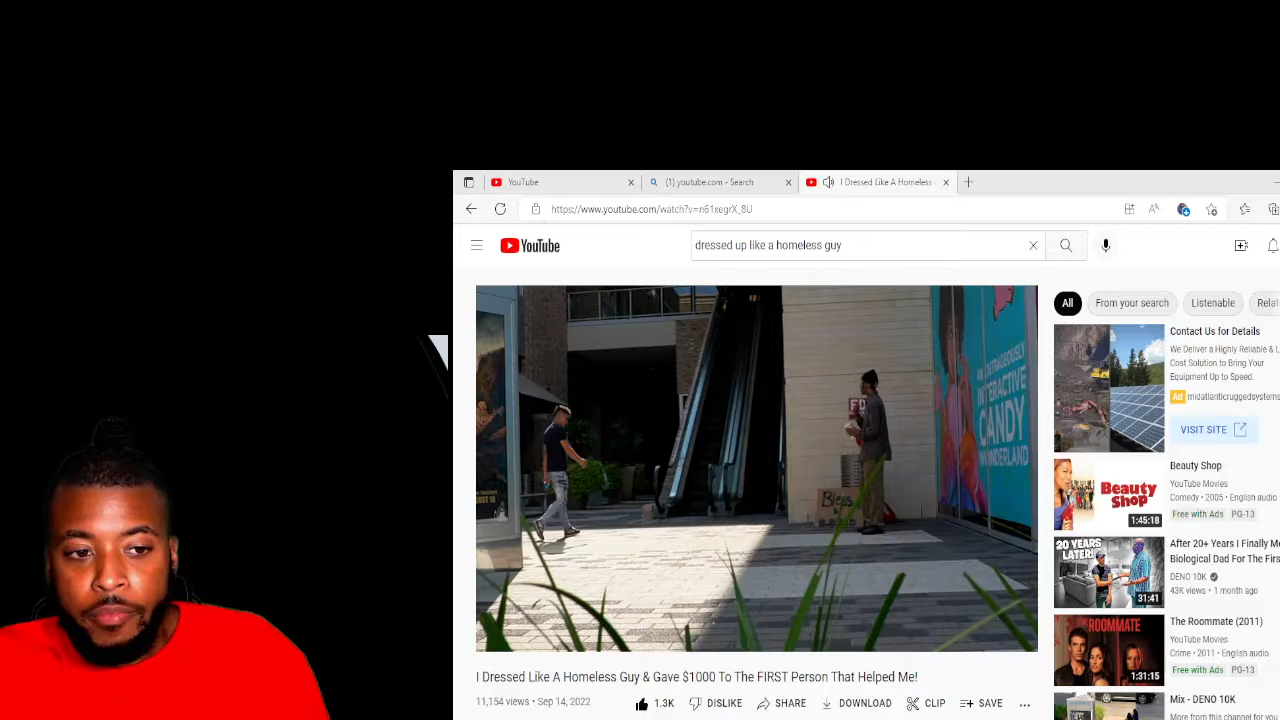 YouTube
(1) youtube.com - Search
I Dressed Like A Homeless
https://www.youtube.com/watch?v=n61xegrX_8U
YouTube
dressed up like a homeless guy
All
From your search
Listenable
Relat
AN OUTRAGEOUSLY
INTERACTIVE
CANDY
WONDERLAND
FD
Contact Us for Details
We Deliver a Highly Reliable & L
Cost Solution to Bring Your
Equipment Up to Speed.
Ad midatlanticruggedsystems
VISIT SITE
Beauty
Shop
1:45:18
Beauty Shop
YouTube Movies
Comedy • 2005 • English audio
Free with Ads PG-13
20 YEARS
LATER!
31:41
After 20+ Years I Finally Me
Biological Dad For The First
DENO 10K
43K views • 1 month ago
ROOMMATE
1:31:15
The Roommate (2011)
YouTube Movies
Crime • 2011 • English audio
Free with Ads PG-13
I Dressed Like A Homeless Guy & Gave $1000 To The FIRST Person That Helped Me!
11,154 views • Sep 14, 2022
1.3K
DISLIKE
SHARE
DOWNLOAD
CLIP
SAVE
Mix - DENO 10K
More from this channel for you